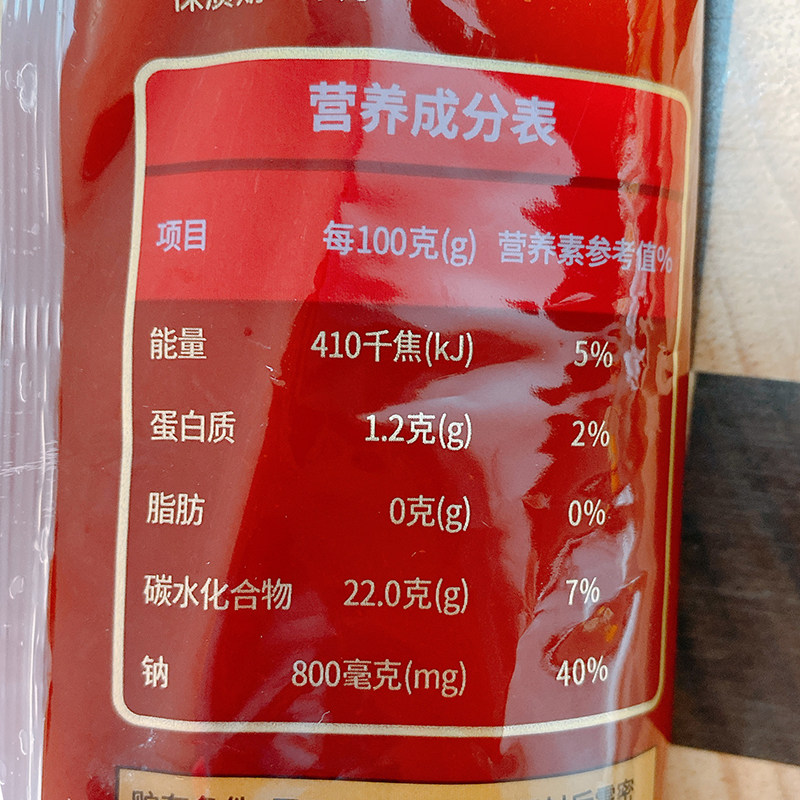 营养成分表
项目 每100克(g) 营养素参考值%
能量 410千焦(kJ) 5%
蛋白质 1.2克(g) 2%
脂肪 0克(g) 0%
碳水化合物 22.0克(g) 7%
钠 800毫克(mg) 40%